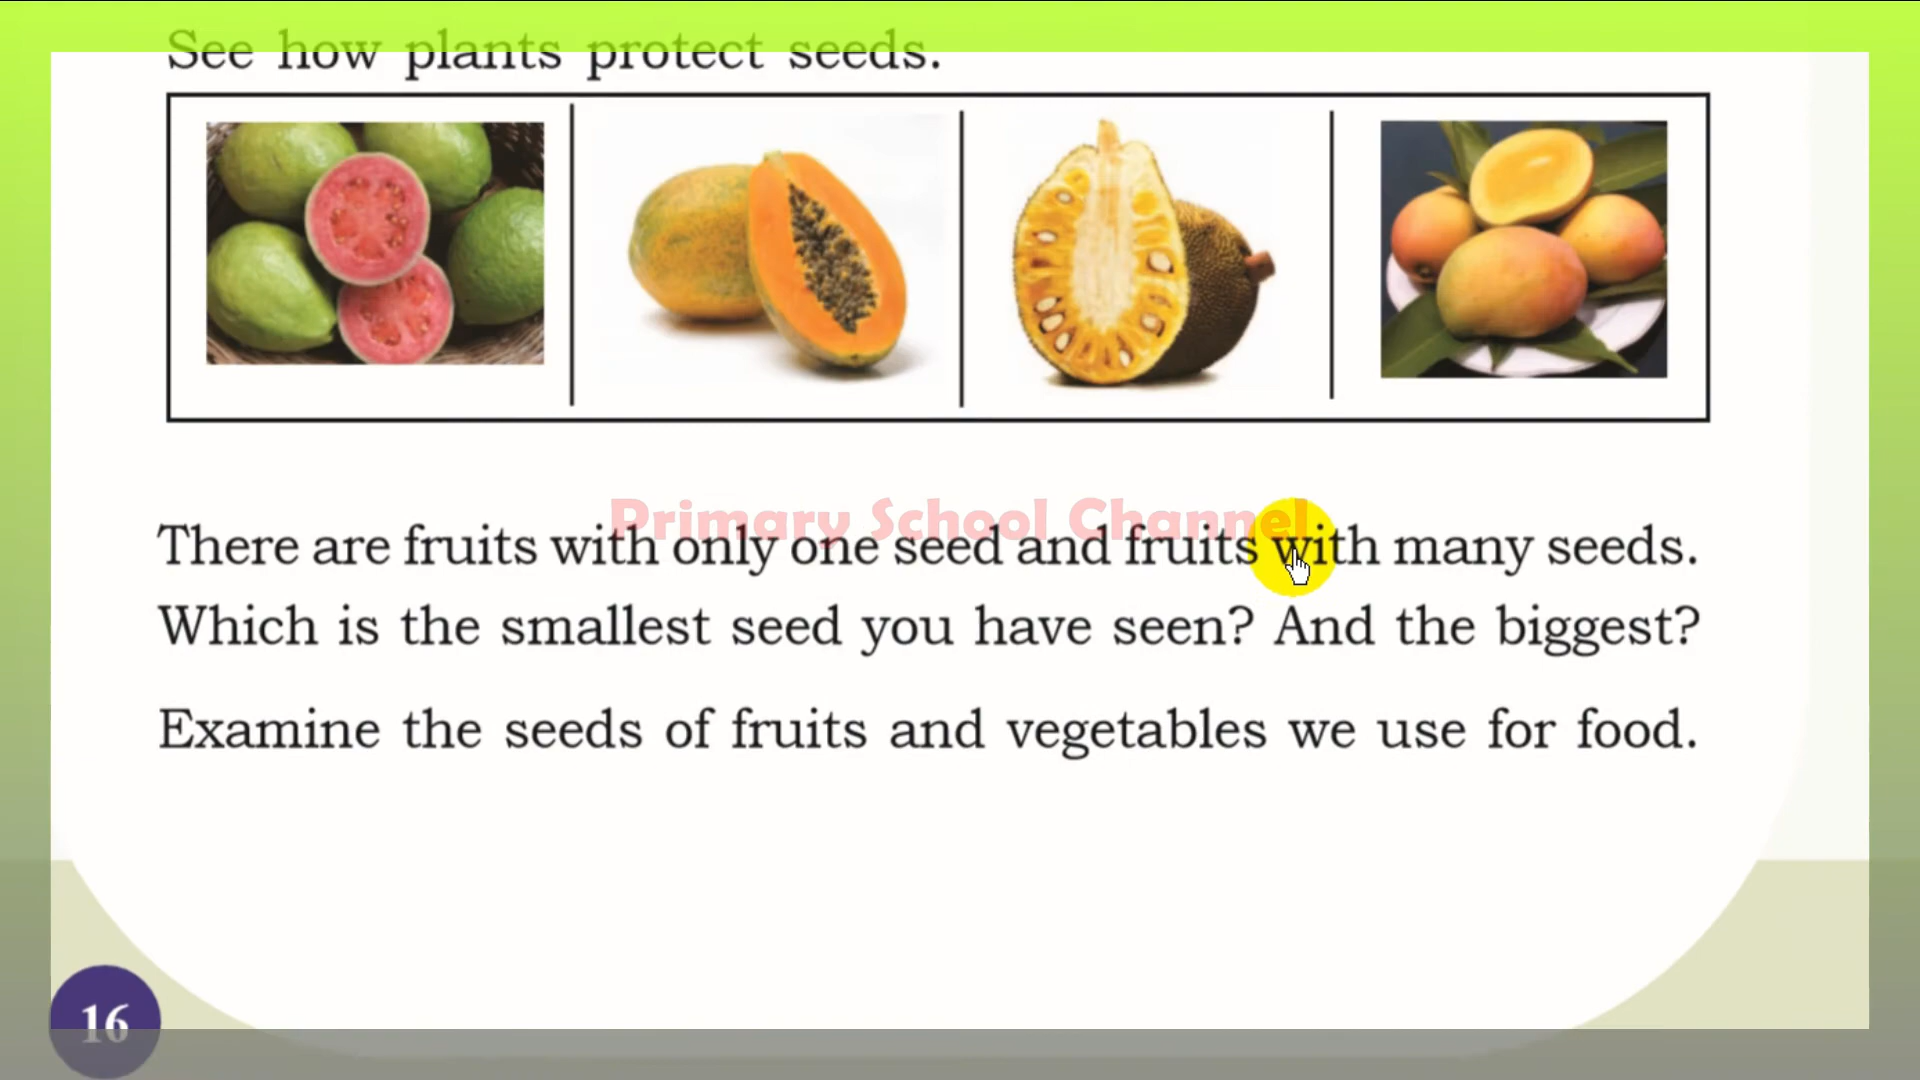 See how plants protect seeds.
Primary School Channel
There are fruits with only one seed and fruits with many seeds.
Which is the smallest seed you have seen? And the biggest?
Examine the seeds of fruits and vegetables we use for food.
16